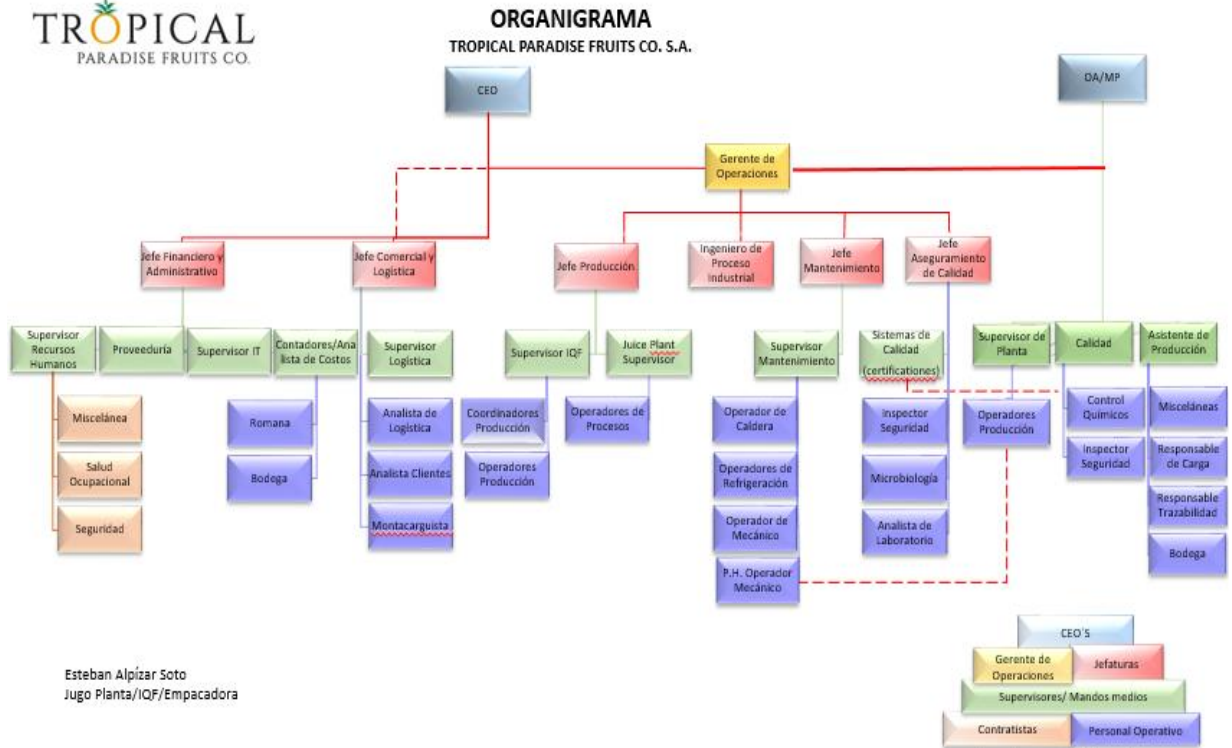 TROPICAL
PARADISE FRUITS CO.
ORGANIGRAMA
TROPICAL PARADISE FRUITS CO. S.A.
CEO
OA/MP
Gerente de
Operaciones
Jefe Financiero y
Administrativo
Jefe Comercial y
Logística
Jefe Producción
Ingeniero de
Proceso
Industrial
Jefe
Mantenimiento
Jefe
Aseguramiento
de Calidad
Supervisor
Recursos
Humanos
Proveeduría
Supervisor IT
Contadores/Ana
lista de Costos
Supervisor
Logística
Supervisor IQF
Juice Plant
Supervisor
Supervisor
Mantenimiento
Sistemas de
Calidad
(certificationes)
Supervisor de
Planta
Calidad
Asistente de
Producción
Miscelánea
Salud
Ocupacional
Seguridad
Romana
Bodega
Analista de
Logística
Analista Clientes
Montacarguista
Coordinadores
Producción
Operadores
Producción
Operadores de
Procesos
Operador de
Caldera
Operadores de
Refrigeración
Operador de
Mecánico
P.H. Operador
Mecánico
Inspector
Seguridad
Microbiología
Analista de
Laboratorio
Operadores
Producción
Control
Químicos
Inspector
Seguridad
Misceláneas
Responsable
de Carga
Responsable
Trazabilidad
Bodega
Esteban Alpízar Soto
Jugo Planta/IQF/Empacadora
CEO´S
Gerente de
Operaciones
Jefaturas
Supervisores/ Mandos medios
Contratistas
Personal Operativo